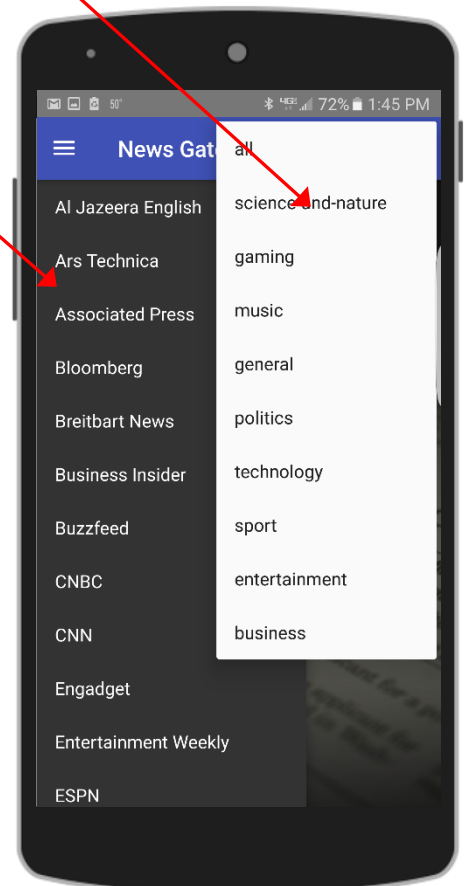 50°
4G 72% 1:45 PM
News Gat
Al Jazeera English
Ars Technica
Associated Press
Bloomberg
Breitbart News
Business Insider
Buzzfeed
CNBC
CNN
Engadget
Entertainment Weekly
ESPN
all
science-and-nature
gaming
music
general
politics
technology
sport
entertainment
business